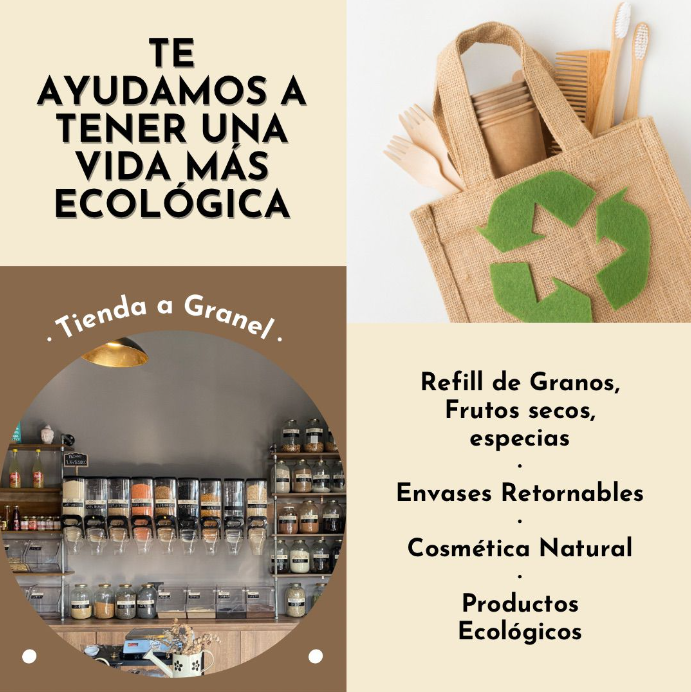 TE
AYUDAMOS A
TENER UNA
VIDA MÁS
ECOLÓGICA
. Tienda a Granel .
Refill de Granos,
Frutos secos,
especias
.
Envases Retornables
.
Cosmética Natural
.
Productos
Ecológicos